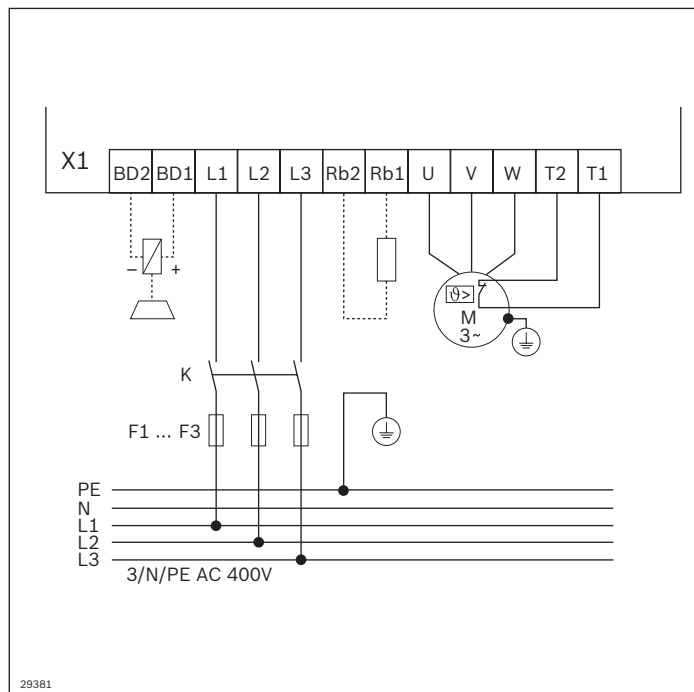 X1
BD2 BD1 L1 L2 L3 Rb2 Rb1 U V W T2 T1
– +
ϑ>
M
3~
K
F1 ... F3
PE
N
L1
L2
L3
3/N/PE AC 400V
29381